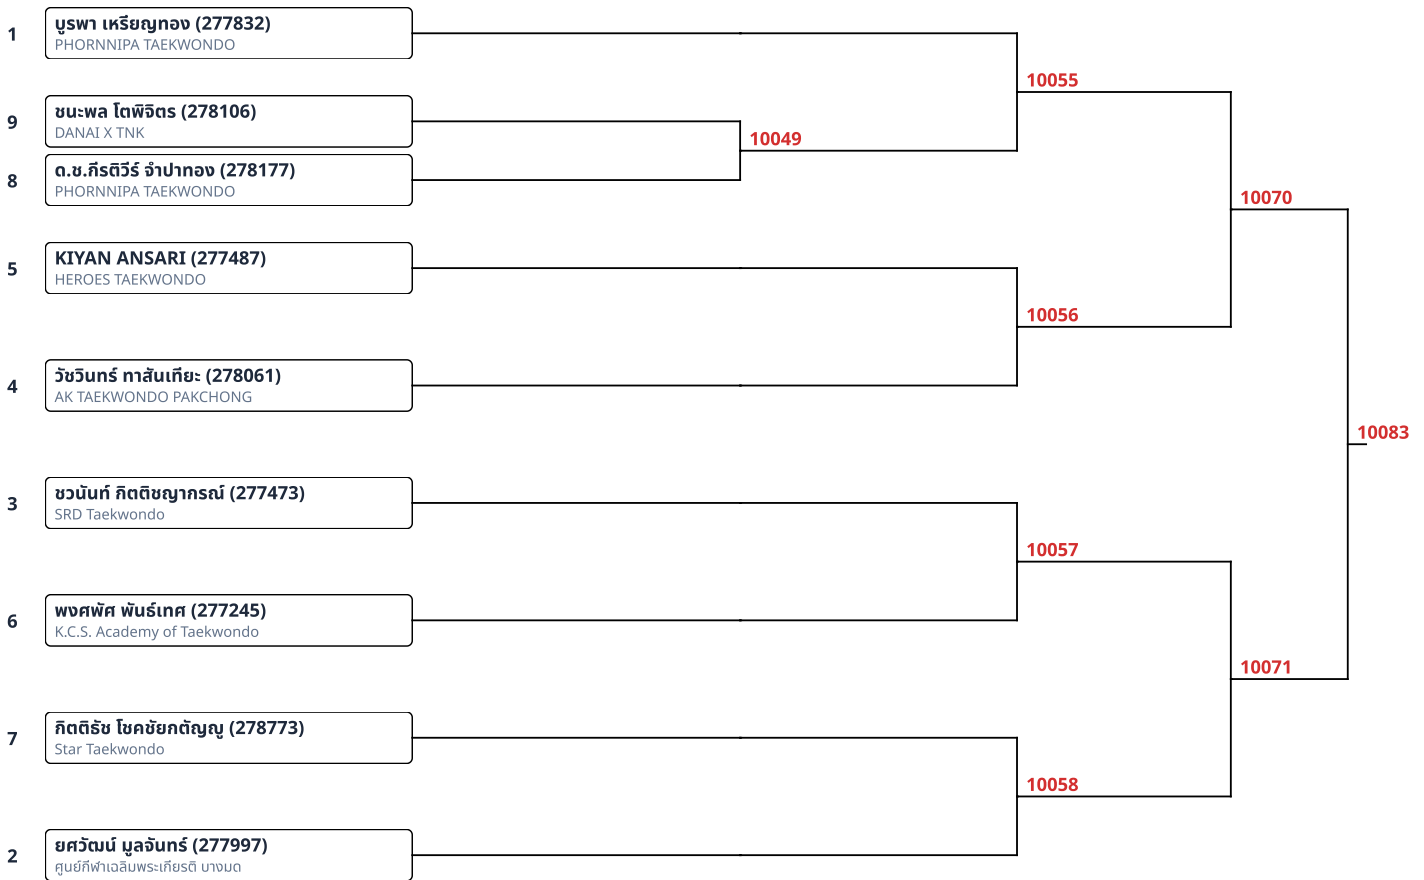 1
บูรพา เหรียญทอง (277832)
PHORNNIPA TAEKWONDO
10055
9
ชนะพล โตพิจิตร (278106)
DANAI X TNK
10049
8
ด.ช.กีรติวีร์ จำปาทอง (278177)
PHORNNIPA TAEKWONDO
10070
5
KIYAN ANSARI (277487)
HEROES TAEKWONDO
10056
4
วัชวินทร์ ทาสันเทียะ (278061)
AK TAEKWONDO PAKCHONG
10083
3
ชวนันท์ กิตติชญากรณ์ (277473)
SRD Taekwondo
10057
6
พงศพัศ พันธ์เทศ (277245)
K.C.S. Academy of Taekwondo
10071
7
กิตติธัช โชคชัยกตัญญู (278773)
Star Taekwondo
10058
2
ยศวัฒน์ มูลจันทร์ (277997)
ศูนย์กีฬาเฉลิมพระเกียรติ บางมด